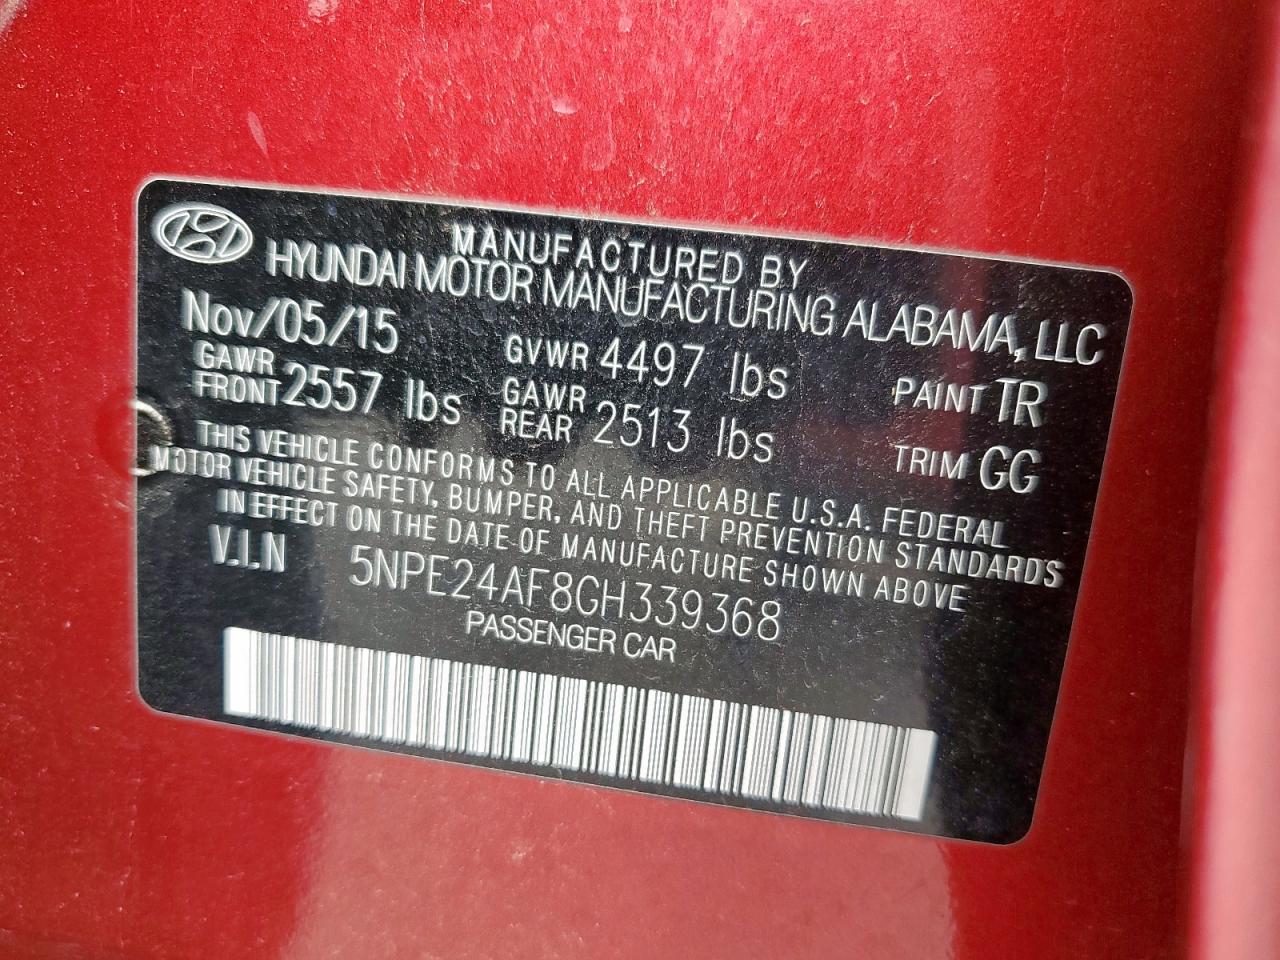 MANUFACTURED BY
HYUNDAI MOTOR MANUFACTURING ALABAMA, LLC
Nov/05/15 GVWR 4497 lbs PAINT TR
GAWR FRONT 2557 lbs GAWR REAR 2513 lbs TRIM GG
THIS VEHICLE CONFORMS TO ALL APPLICABLE U.S.A. FEDERAL
MOTOR VEHICLE SAFETY, BUMPER, AND THEFT PREVENTION STANDARDS
IN EFFECT ON THE DATE OF MANUFACTURE SHOWN ABOVE
V.I.N 5NPE24AF8GH339368
PASSENGER CAR